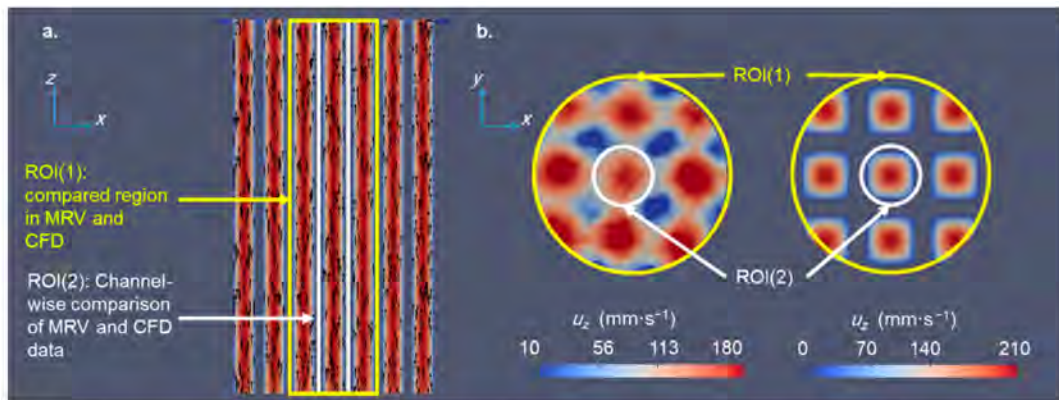 a.
z
x
ROI(1):
compared region
in MRV and
CFD
ROI(2): Channel-
wise comparison
of MRV and CFD
data
b.
y
x
ROI(1)
ROI(2)
u_z (mm·s⁻¹)
10 56 113 180
u_z (mm·s⁻¹)
0 70 140 210